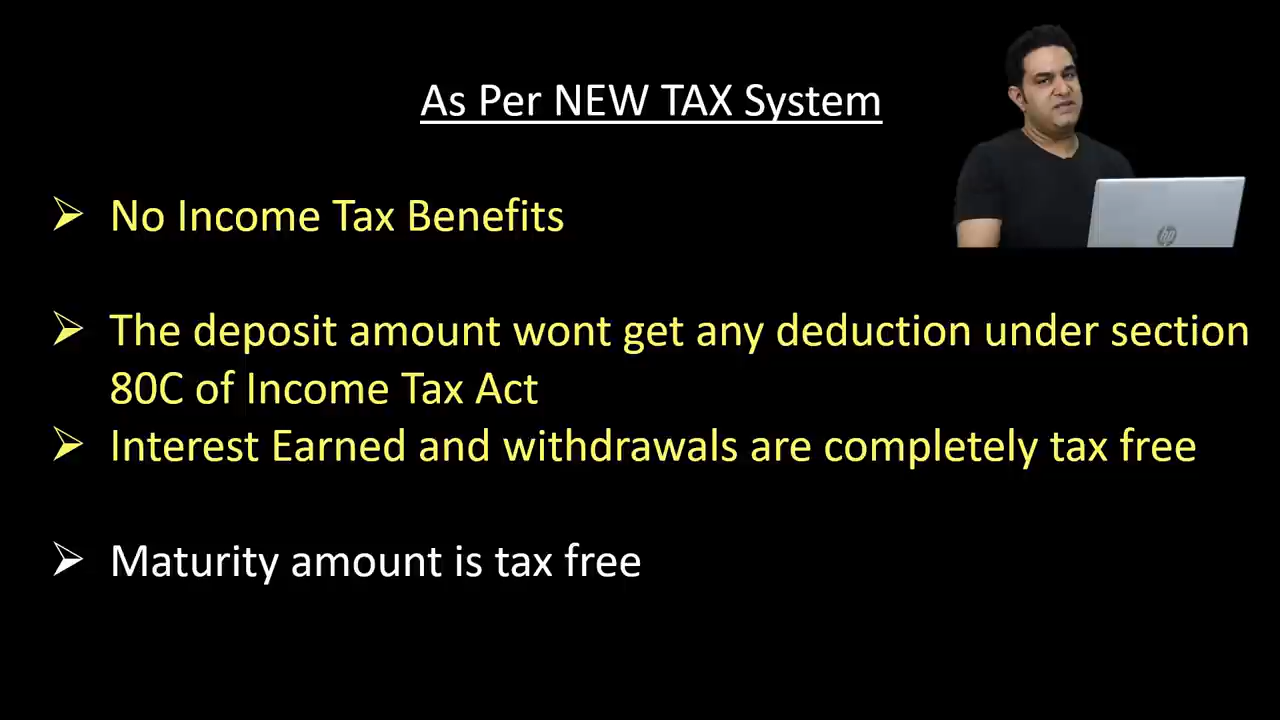 As Per NEW TAX System
➢ No Income Tax Benefits
➢ The deposit amount wont get any deduction under section
80C of Income Tax Act
➢ Interest Earned and withdrawals are completely tax free
➢ Maturity amount is tax free
hp